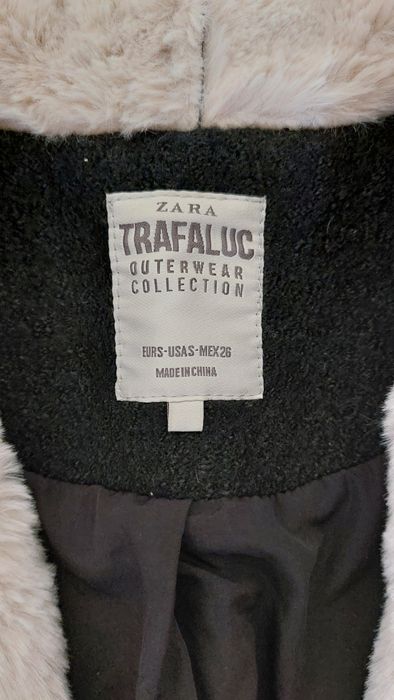 ZARA
TRAFALUC
OUTERWEAR
COLLECTION
EURS-USAS-MEX26
MADE IN CHINA